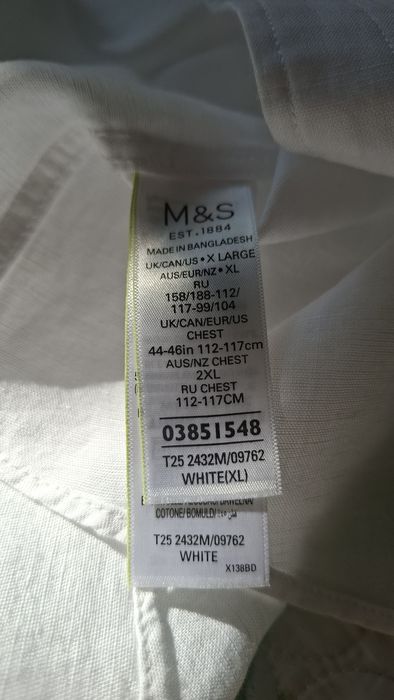 M&S
EST. 1884
MADE IN BANGLADESH
UK/CAN/US • X LARGE
AUS/EUR/NZ • XL
RU
158/188-112/
117-99/104
UK/CAN/EUR/US
CHEST
44-46in 112-117cm
AUS/NZ CHEST
2XL
RU CHEST
112-117CM
03851548
T25 2432M/09762
WHITE(XL)
COTONE/BOMULD/
T25 2432M/09762
WHITE
X138BD